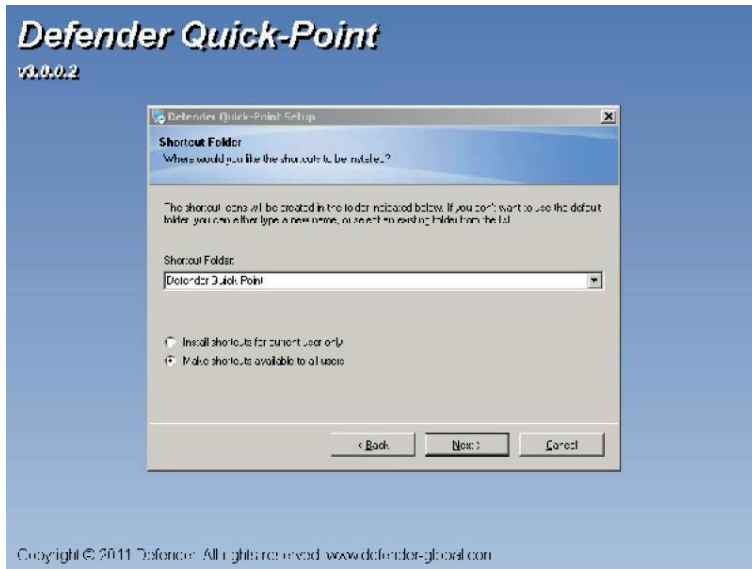 Defender Quick-Point
v3.0.0.2
Defender Quick-Point Setup
Shortcut Folder
Where would you like the shortcuts to be installed?
The shortcut icons will be created in the folder indicated below. If you don't want to use the default
folder, you can either type a new name, or select an existing folder from the list.
Shortcut Folder:
Defender Quick-Point
Install shortcuts for current user only
Make shortcuts available to all users
< Back
Next >
Cancel
Copyright © 2011 Defender. All rights reserved. www.defender-global.com